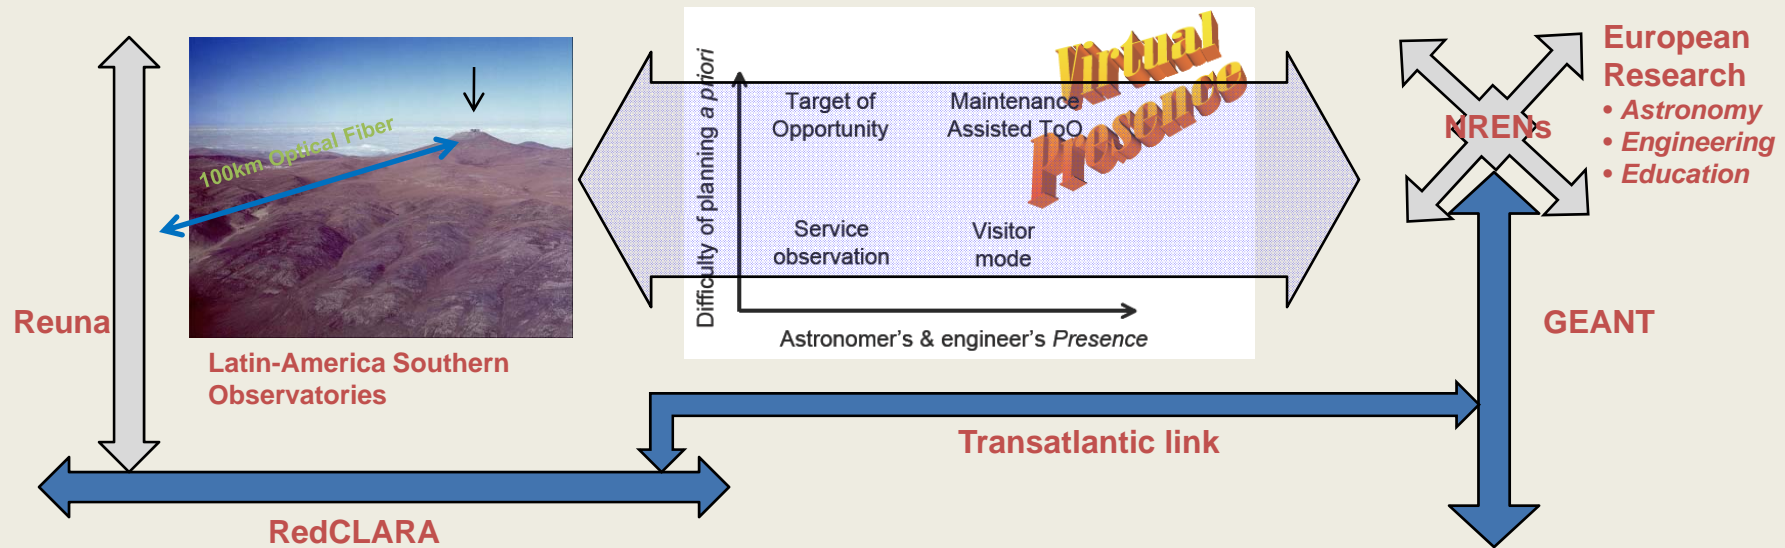 Reuna
100km Optical Fiber
Latin-America Southern
Observatories
RedCLARA
Difficulty of planning a priori
Virtual
Presence
Target of
Opportunity
Maintenance
Assisted ToO
Service
observation
Visitor
mode
Astronomer's & engineer's Presence
Transatlantic link
NRENs
European
Research
• Astronomy
• Engineering
• Education
GEANT